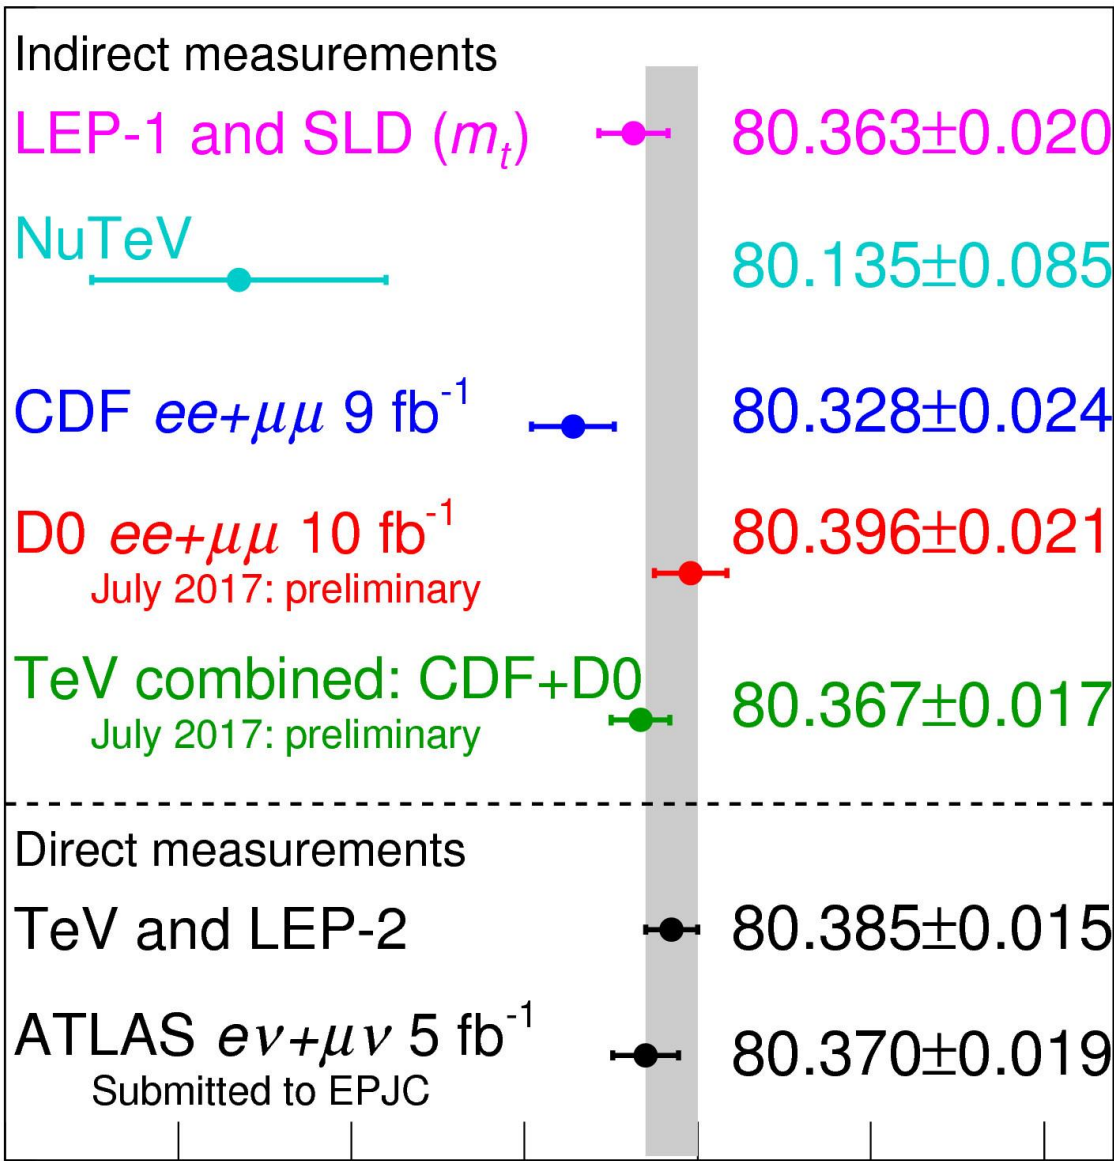 Indirect measurements
LEP-1 and SLD (mₜ) 80.363±0.020
NuTeV 80.135±0.085
CDF ee+μμ 9 fb⁻¹ 80.328±0.024
D0 ee+μμ 10 fb⁻¹ 80.396±0.021
July 2017: preliminary
TeV combined: CDF+D0 80.367±0.017
July 2017: preliminary
Direct measurements
TeV and LEP-2 80.385±0.015
ATLAS eν+μν 5 fb⁻¹ 80.370±0.019
Submitted to EPJC